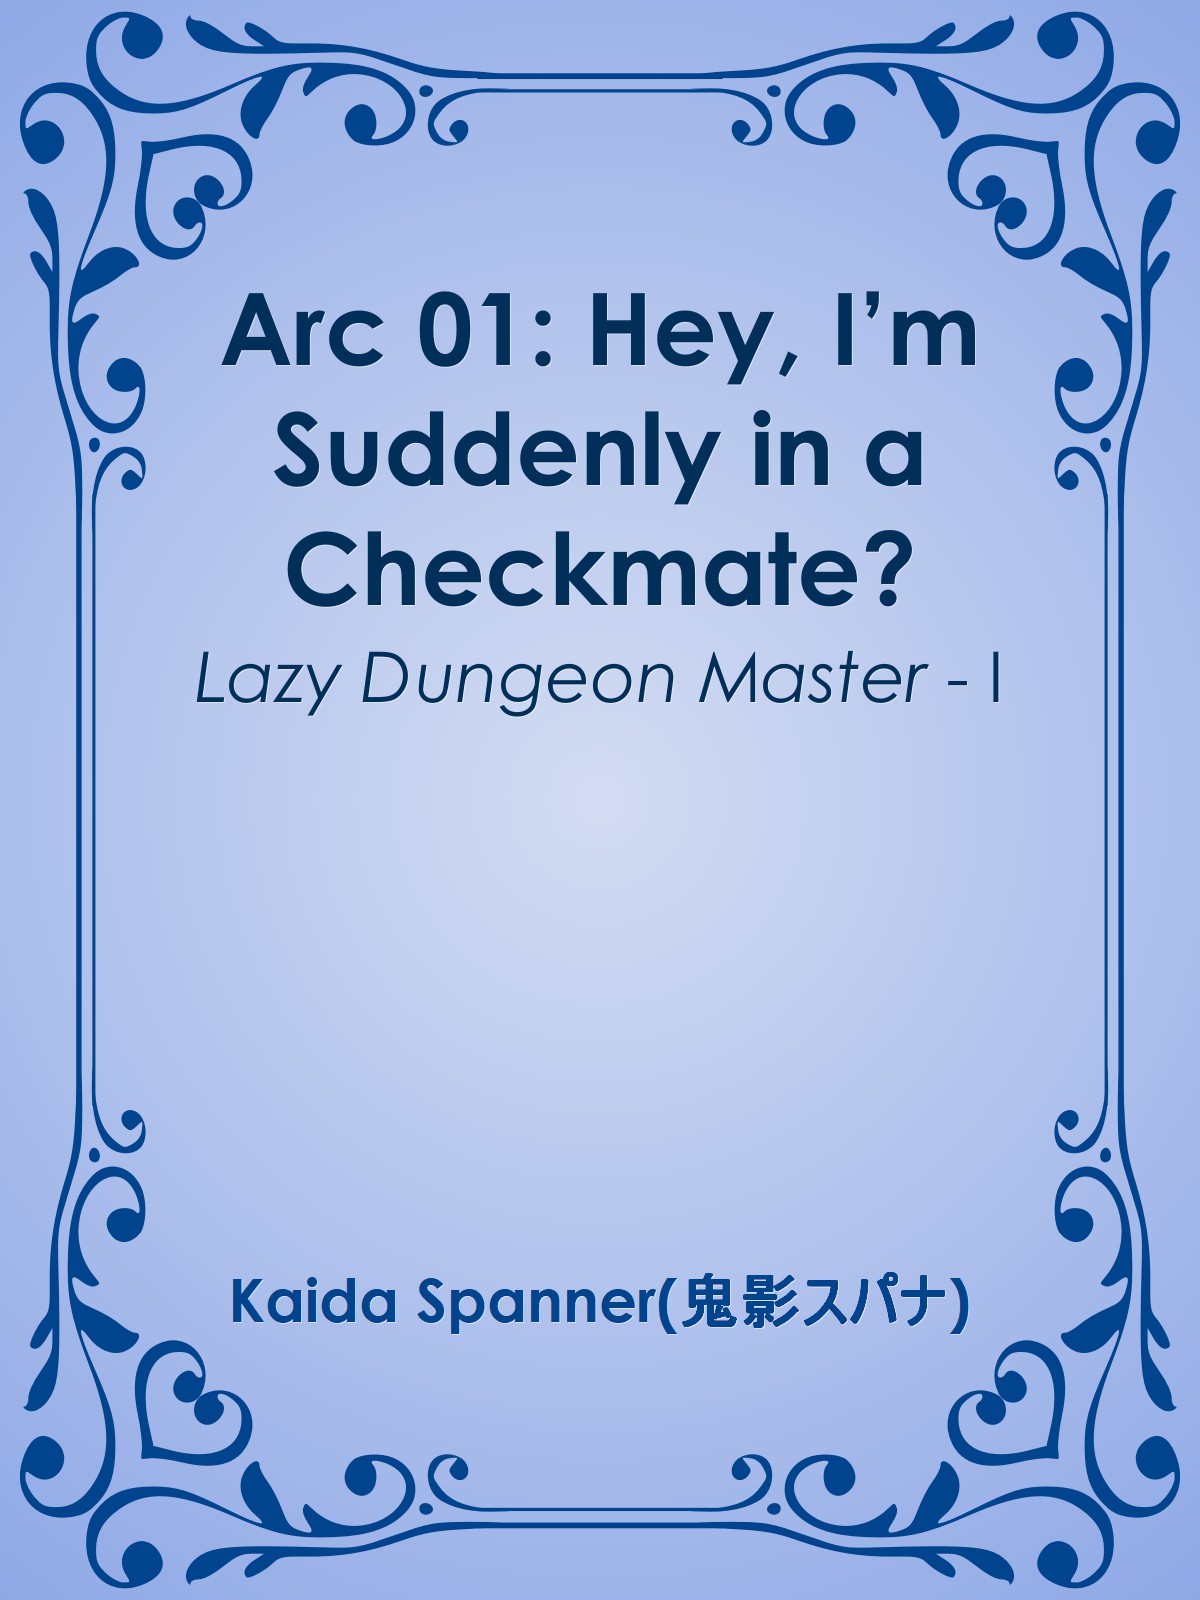 Arc 01: Hey, I’m
Suddenly in a
Checkmate?
Lazy Dungeon Master - I
Kaida Spanner(鬼影スパナ)